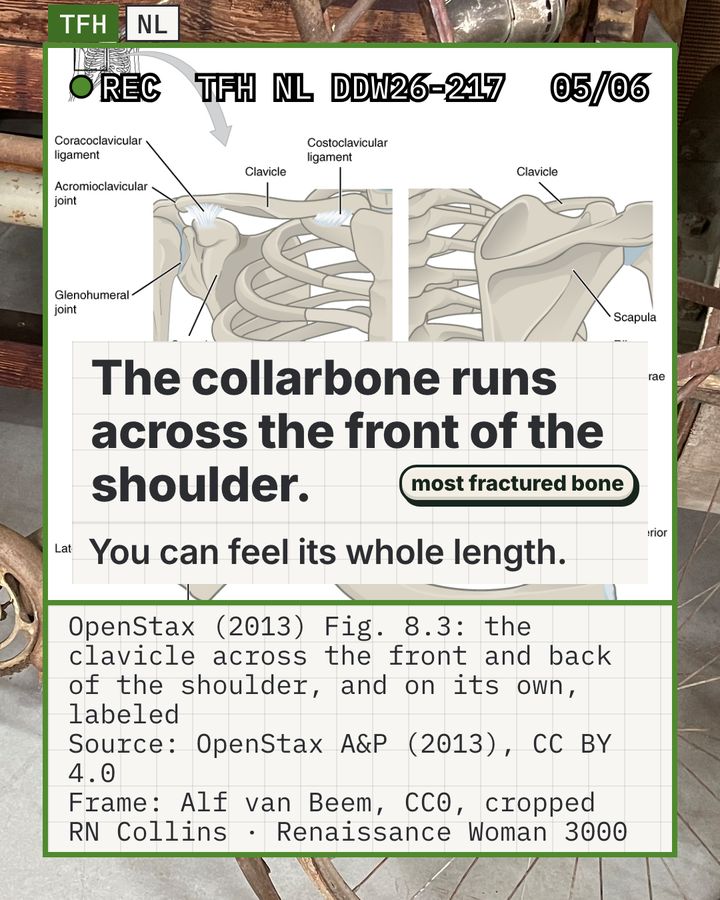 TFH NL
REC TFH NL DDW26-217 05/06
Coracoclavicular
ligament
Costoclavicular
ligament
Clavicle
Clavicle
Acromioclavicular
joint
Glenohumeral
joint
Scapula
The collarbone runs
across the front of the
shoulder.
most fractured bone
You can feel its whole length.
OpenStax (2013) Fig. 8.3: the
clavicle across the front and back
of the shoulder, and on its own,
labeled
Source: OpenStax A&P (2013), CC BY
4.0
Frame: Alf van Beem, CC0, cropped
RN Collins · Renaissance Woman 3000